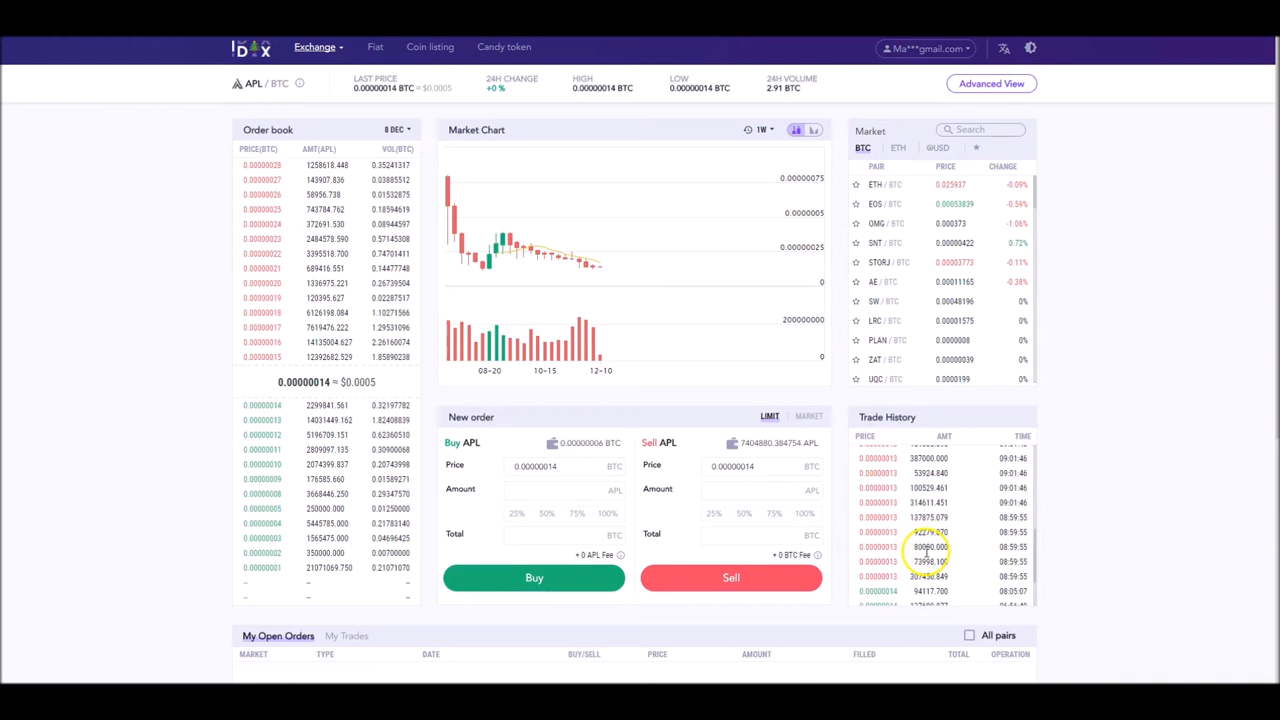 IDAX Exchange Fiat Coin listing Candy token Ma***gmail.com
APL / BTC
LAST PRICE 24H CHANGE HIGH LOW 24H VOLUME
0.00000014 BTC ≈ $0.0005 +0 % 0.00000014 BTC 0.00000014 BTC 2.91 BTC
Advanced View
Order book 8 DEC
PRICE(BTC) AMT(APL) VOL(BTC)
0.00000028 1258618.448 0.35241317
0.00000027 143907.836 0.03885512
0.00000026 58956.738 0.01532875
0.00000025 743784.762 0.18594619
0.00000024 372691.530 0.08944597
0.00000023 2484578.590 0.57145308
0.00000022 3395518.700 0.74701411
0.00000021 689416.551 0.14477748
0.00000020 1336975.221 0.26739504
0.00000019 120395.627 0.02287517
0.00000018 6126198.084 1.10271566
0.00000017 7619476.222 1.29531096
0.00000016 14135004.627 2.26160074
0.00000015 12392682.529 1.85890238
0.00000014 ≈ $0.0005
0.00000014 2299841.561 0.32197782
0.00000013 14031449.162 1.82408839
0.00000012 5196709.151 0.62360510
0.00000011 2809097.135 0.30900068
0.00000010 2074399.837 0.20743998
0.00000009 176585.660 0.01589271
0.00000008 3668446.250 0.29347570
0.00000005 250000.000 0.01250000
0.00000004 5445785.000 0.21783140
0.00000003 1565475.000 0.04696425
0.00000002 350000.000 0.00700000
0.00000001 21071069.750 0.21071070
-- -- --
-- -- --
Market Chart 1W
0.00000075
0.0000005
0.00000025
0
200000000
0
08-20 10-15 12-10
Market Search
BTC ETH @USD
PAIR PRICE CHANGE
ETH / BTC 0.025937 -0.09%
EOS / BTC 0.00053839 -0.59%
OMG / BTC 0.000373 -1.06%
SNT / BTC 0.00000422 0.72%
STORJ / BTC 0.00003773 -0.11%
AE / BTC 0.00011165 -0.38%
SW / BTC 0.00048196 0%
LRC / BTC 0.00001575 0%
PLAN / BTC 0.0000008 0%
ZAT / BTC 0.00000039 0%
UQC / BTC 0.0000199 0%
New order LIMIT MARKET
Buy APL 0.00000006 BTC Sell APL 7404880.384754 APL
Price 0.00000014 BTC Price 0.00000014 BTC
Amount APL Amount APL
25% 50% 75% 100% 25% 50% 75% 100%
Total BTC Total BTC
+ 0 APL Fee + 0 BTC Fee
Buy Sell
Trade History
PRICE AMT TIME
0.00000013 387000.000 09:01:46
0.00000013 53924.840 09:01:46
0.00000013 100529.461 09:01:46
0.00000013 314611.451 09:01:46
0.00000013 137875.079 08:59:55
0.00000013 92279.070 08:59:55
0.00000013 80000.000 08:59:55
0.00000013 73998.109 08:59:55
0.00000013 08:59:55
0.00000014 94117.700 08:05:07
My Open Orders My Trades All pairs
MARKET TYPE DATE BUY/SELL PRICE AMOUNT FILLED TOTAL OPERATION